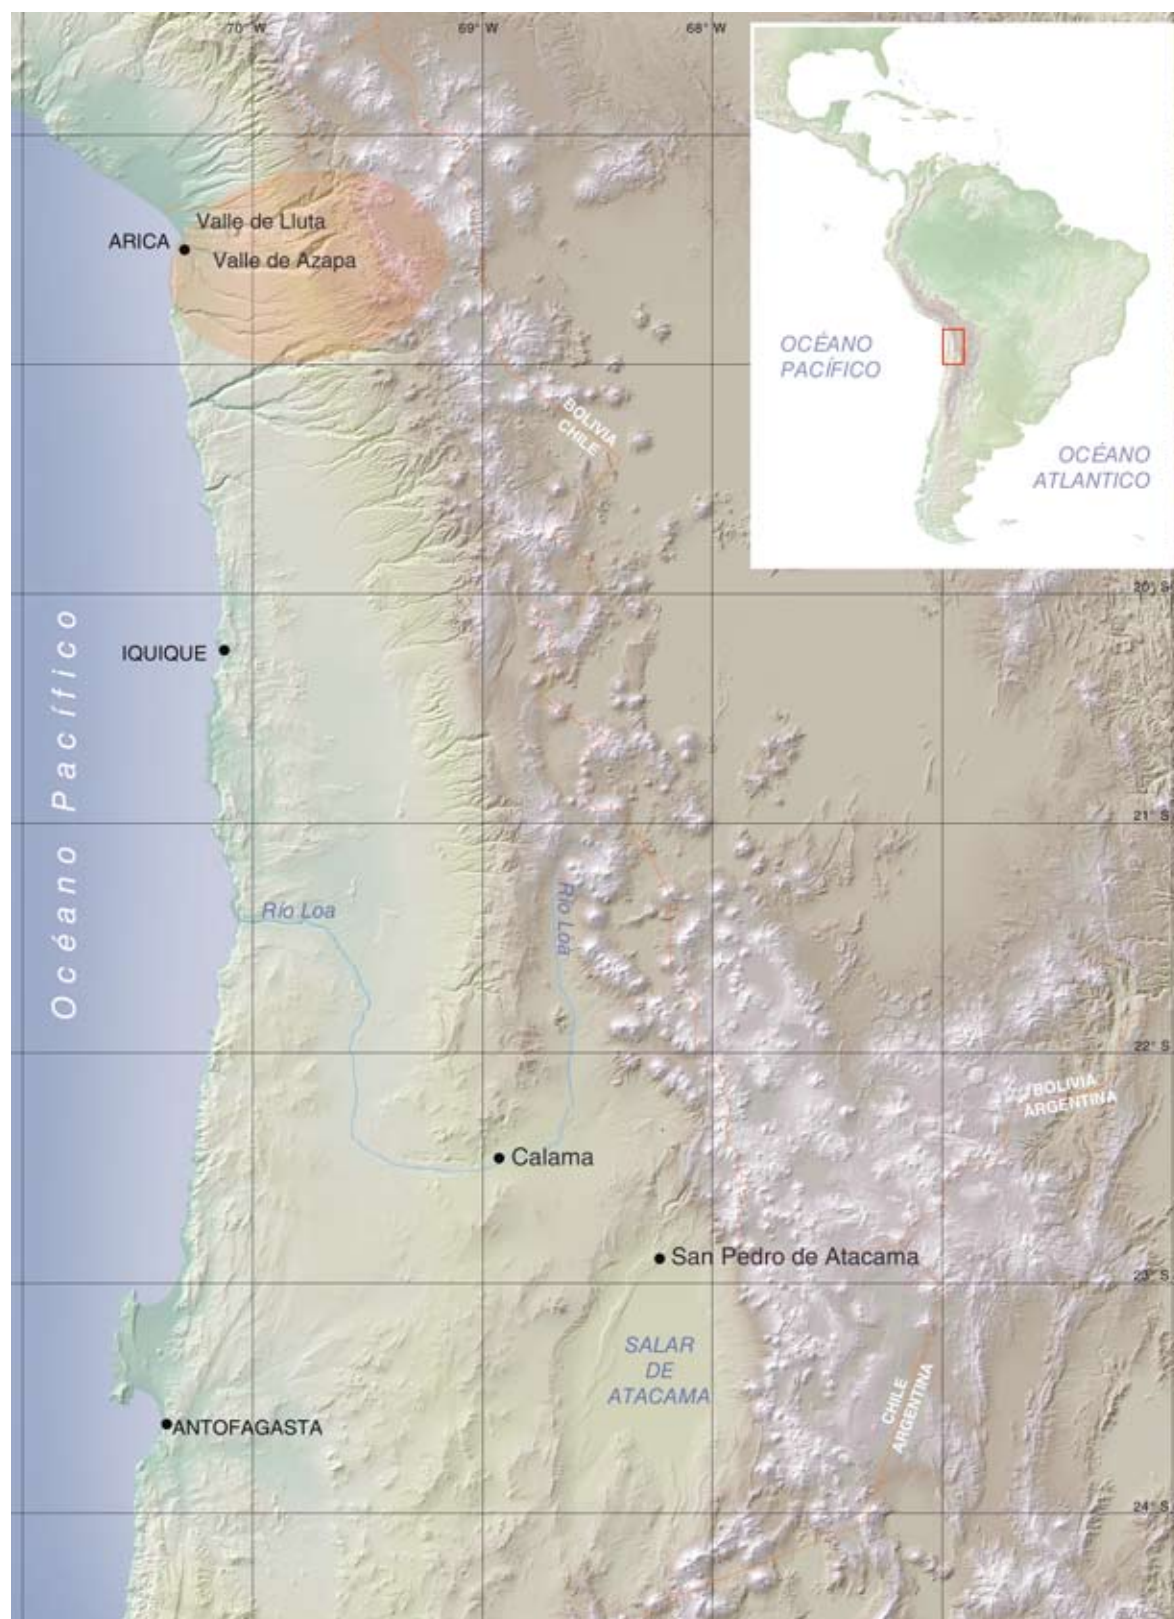 70° W
69° W
68° W
Valle de Lluta
ARICA
Valle de Azapa
OCÉANO
PACÍFICO
OCÉANO
ATLANTICO
BOLIVIA
CHILE
20° S
IQUIQUE
Océano Pacífico
21° S
Río Loa
Río Loa
22° S
BOLIVIA
ARGENTINA
Calama
San Pedro de Atacama
23° S
SALAR
DE
ATACAMA
CHILE
ARGENTINA
ANTOFAGASTA
24° S